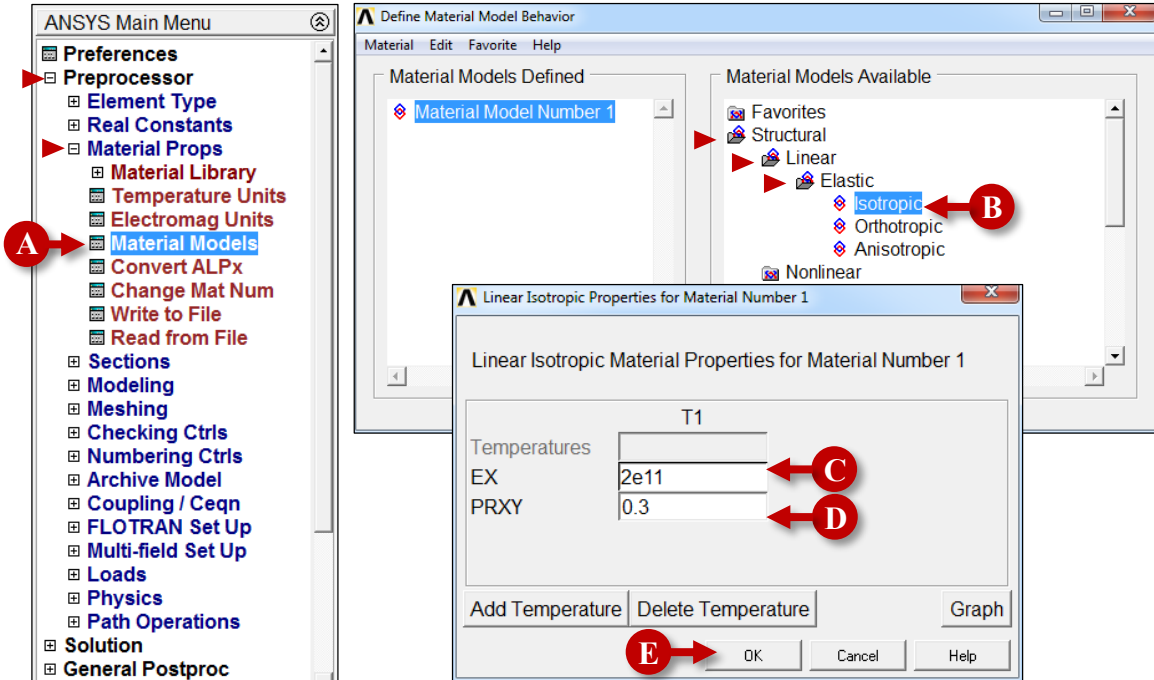 ANSYS Main Menu
Preferences
Preprocessor
Element Type
Real Constants
Material Props
Material Library
Temperature Units
Electromag Units
A
Material Models
Convert ALPx
Change Mat Num
Write to File
Read from File
Sections
Modeling
Meshing
Checking Ctrls
Numbering Ctrls
Archive Model
Coupling / Ceqn
FLOTRAN Set Up
Multi-field Set Up
Loads
Physics
Path Operations
Solution
General Postproc
Define Material Model Behavior
Material Edit Favorite Help
Material Models Defined
Material Model Number 1
Material Models Available
Favorites
Structural
Linear
Elastic
Isotropic B
Orthotropic
Anisotropic
Nonlinear
Linear Isotropic Properties for Material Number 1
Linear Isotropic Material Properties for Material Number 1
T1
Temperatures
EX 2e11 C
PRXY 0.3 D
Add Temperature Delete Temperature Graph
E OK Cancel Help